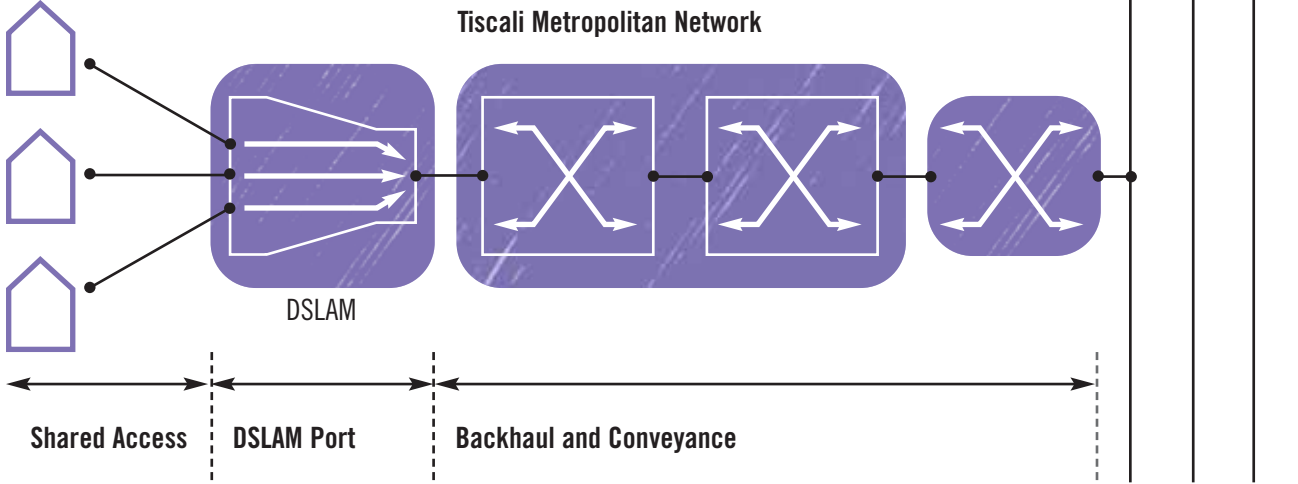 Tiscali Metropolitan Network
DSLAM
Shared Access
DSLAM Port
Backhaul and Conveyance